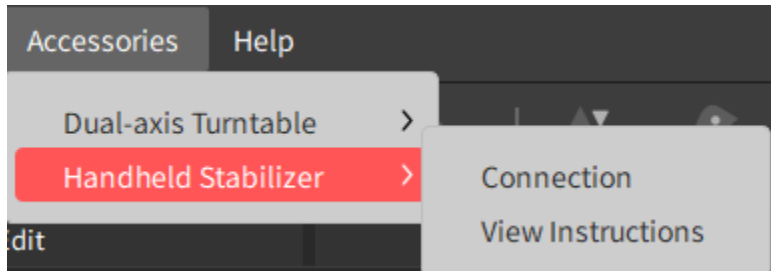 Accessories Help
Dual-axis Turntable
Handheld Stabilizer
Connection
View Instructions
Edit